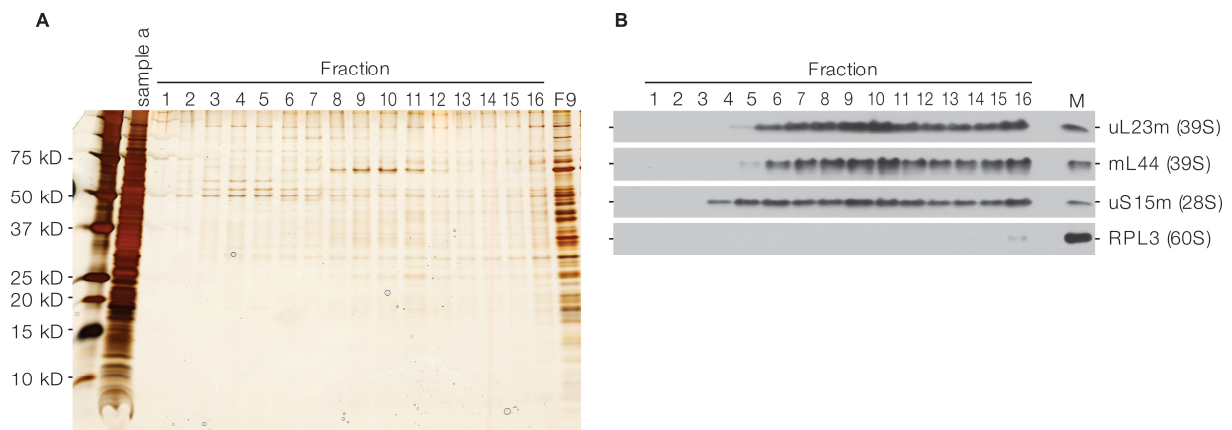 A
sample a
Fraction
1 2 3 4 5 6 7 8 9 10 11 12 13 14 15 16 F9
75 kD
50 kD
37 kD
25 kD
20 kD
15 kD
10 kD
B
Fraction
1 2 3 4 5 6 7 8 9 10 11 12 13 14 15 16 M
uL23m (39S)
mL44 (39S)
uS15m (28S)
RPL3 (60S)